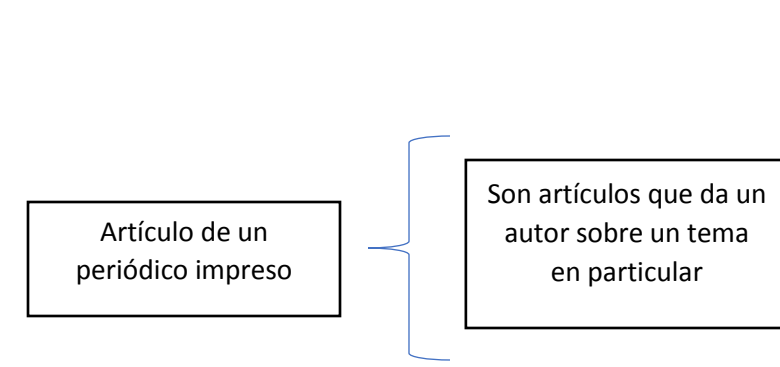 Artículo de un
periódico impreso
Son artículos que da un
autor sobre un tema
en particular